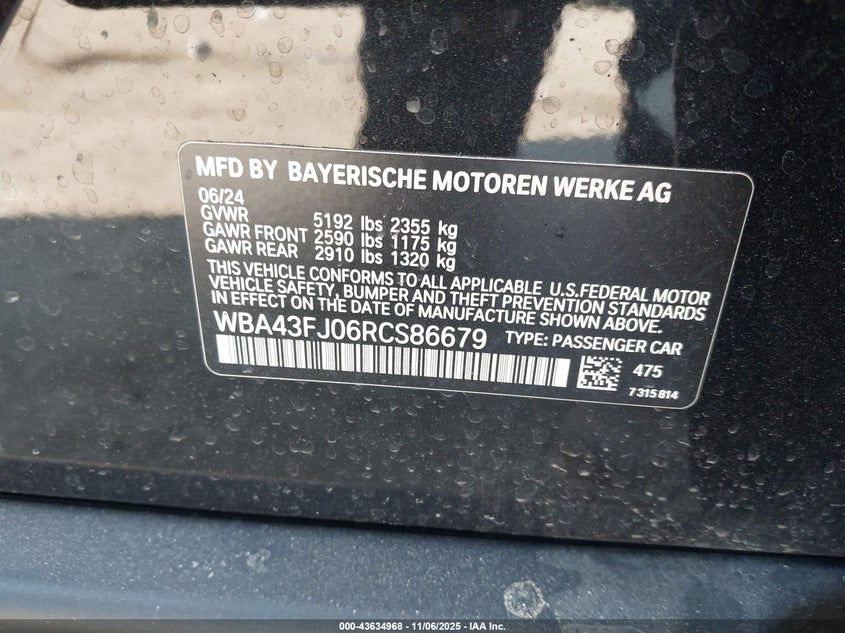 MFD BY BAYERISCHE MOTOREN WERKE AG
06/24
GVWR 5192 lbs 2355 kg
GAWR FRONT 2590 lbs 1175 kg
GAWR REAR 2910 lbs 1320 kg
THIS VEHICLE CONFORMS TO ALL APPLICABLE U.S.FEDERAL MOTOR
VEHICLE SAFETY, BUMPER AND THEFT PREVENTION STANDARDS
IN EFFECT ON THE DATE OF MANUFACTURE SHOWN ABOVE.
WBA43FJ06RCS86679 TYPE: PASSENGER CAR
475
7315814
000-43634968 - 11/06/2025 - IAA Inc.